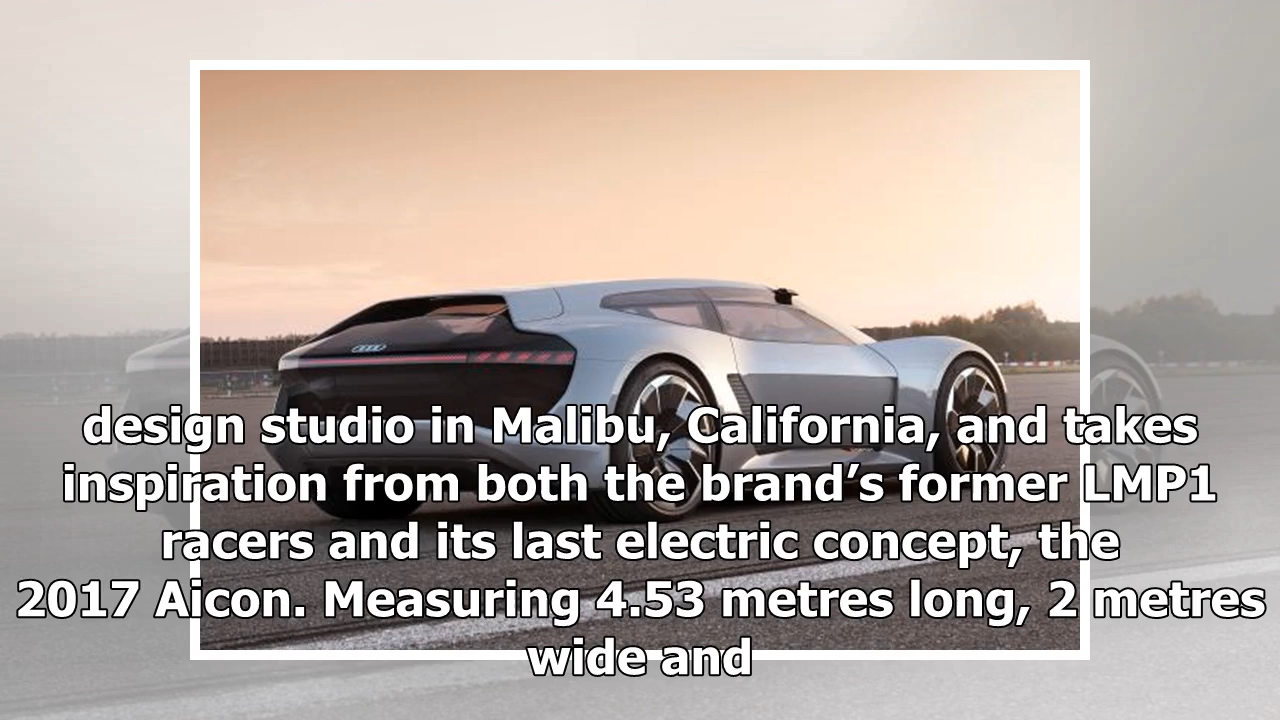 design studio in Malibu, California, and takes
inspiration from both the brand’s former LMP1
racers and its last electric concept, the
2017 Aicon. Measuring 4.53 metres long, 2 metres
wide and